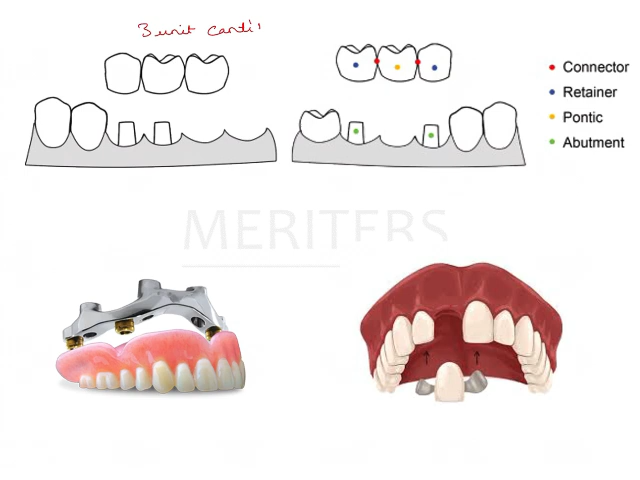 3 unit canti
Connector
Retainer
Pontic
Abutment
MERITERS